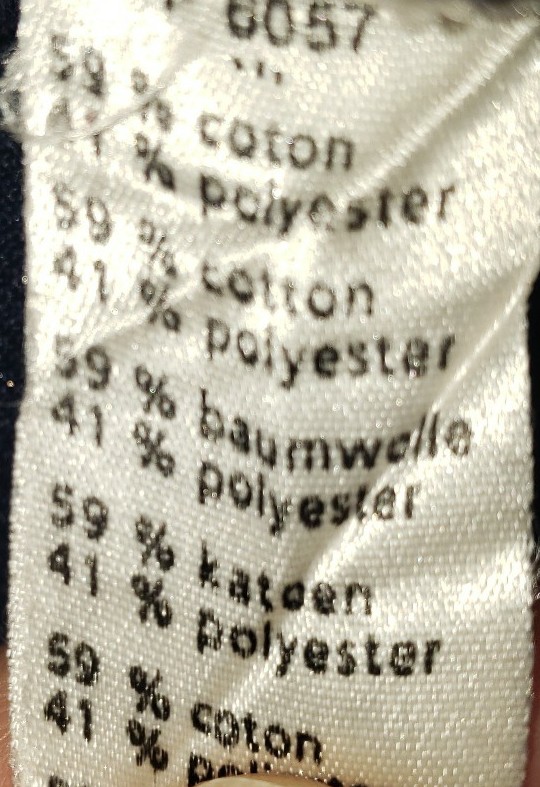 6057
59 % coton
41 % polyester
59 % cotton
41 % polyester
59 % baumwolle
41 % polyester
59 % katoen
41 % polyester
59 % coton
41 %